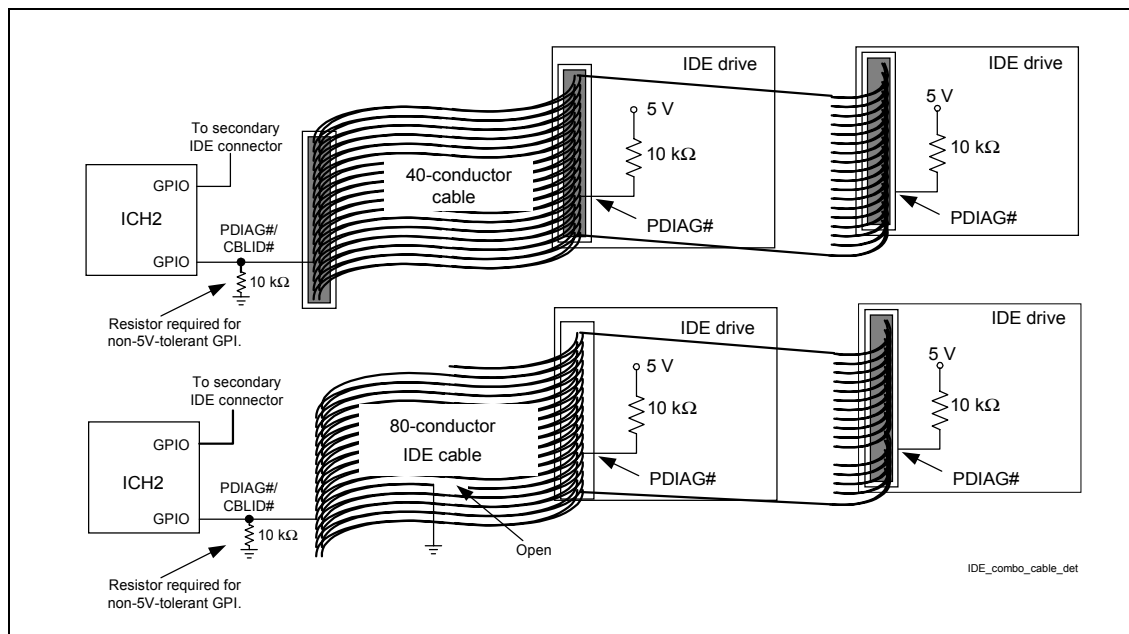 IDE drive
IDE drive
5 V
5 V
To secondary
IDE connector
10 kΩ
10 kΩ
40-conductor
cable
GPIO
ICH2
PDIAG#/
CBLID#
PDIAG#
PDIAG#
GPIO
10 kΩ
Resistor required for
non-5V-tolerant GPI.
IDE drive
IDE drive
5 V
5 V
To secondary
IDE connector
10 kΩ
10 kΩ
80-conductor
IDE cable
GPIO
ICH2
PDIAG#/
CBLID#
PDIAG#
PDIAG#
GPIO
10 kΩ
Open
IDE_combo_cable_det
Resistor required for
non-5V-tolerant GPI.